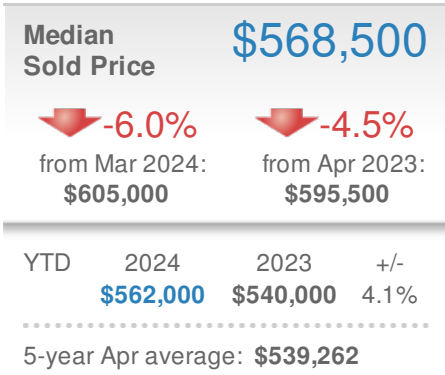 Median $568,500
Sold Price
-6.0% -4.5%
from Mar 2024: from Apr 2023:
$605,000 $595,500
YTD 2024 2023 +/-
$562,000 $540,000 4.1%
5-year Apr average: $539,262